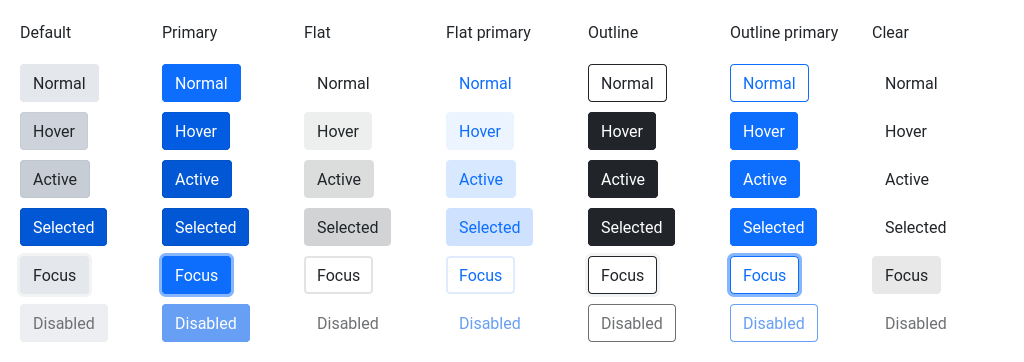 Default Primary Flat Flat primary Outline Outline primary Clear
Normal Normal Normal Normal Normal Normal Normal
Hover Hover Hover Hover Hover Hover Hover
Active Active Active Active Active Active Active
Selected Selected Selected Selected Selected Selected Selected
Focus Focus Focus Focus Focus Focus Focus
Disabled Disabled Disabled Disabled Disabled Disabled Disabled